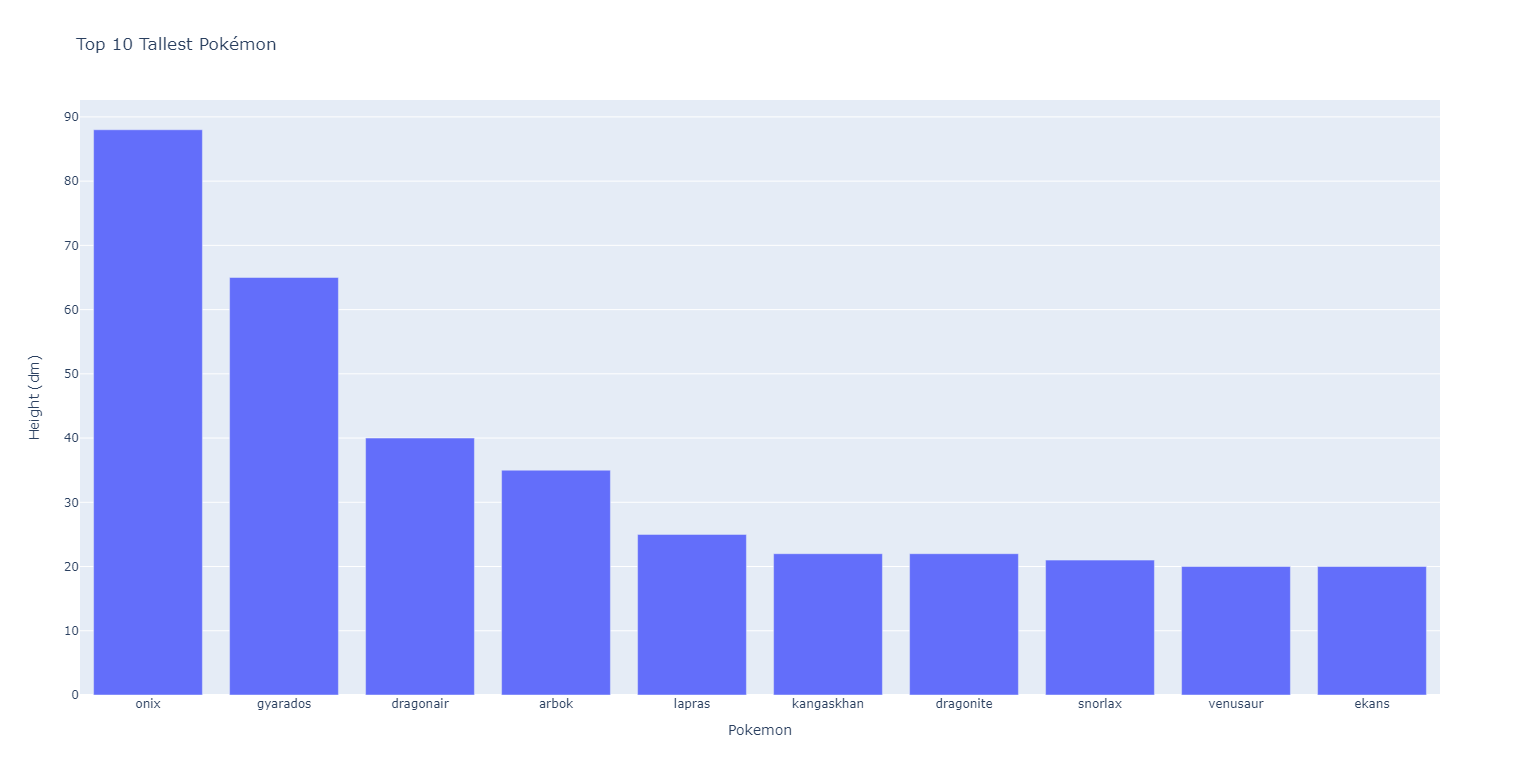 Top 10 Tallest Pokémon
90
80
70
60
50
40
30
20
10
0
Height (dm)
onix gyarados dragonair arbok lapras kangaskhan dragonite snorlax venusaur ekans
Pokemon